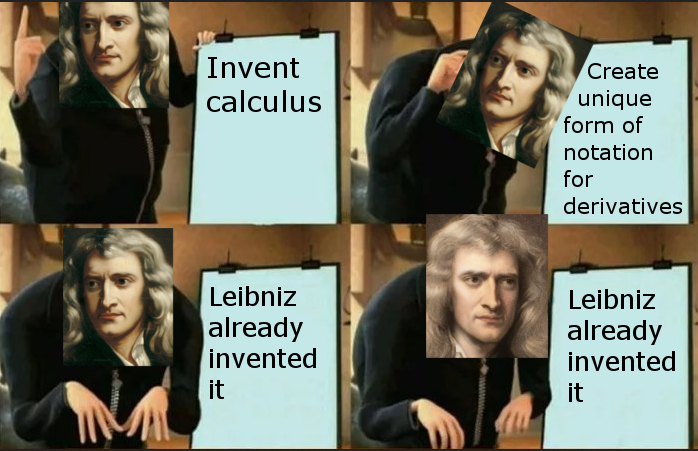 Invent
calculus
Create
unique
form of
notation
for
derivatives
Leibniz
already
invented
it
Leibniz
already
invented
it